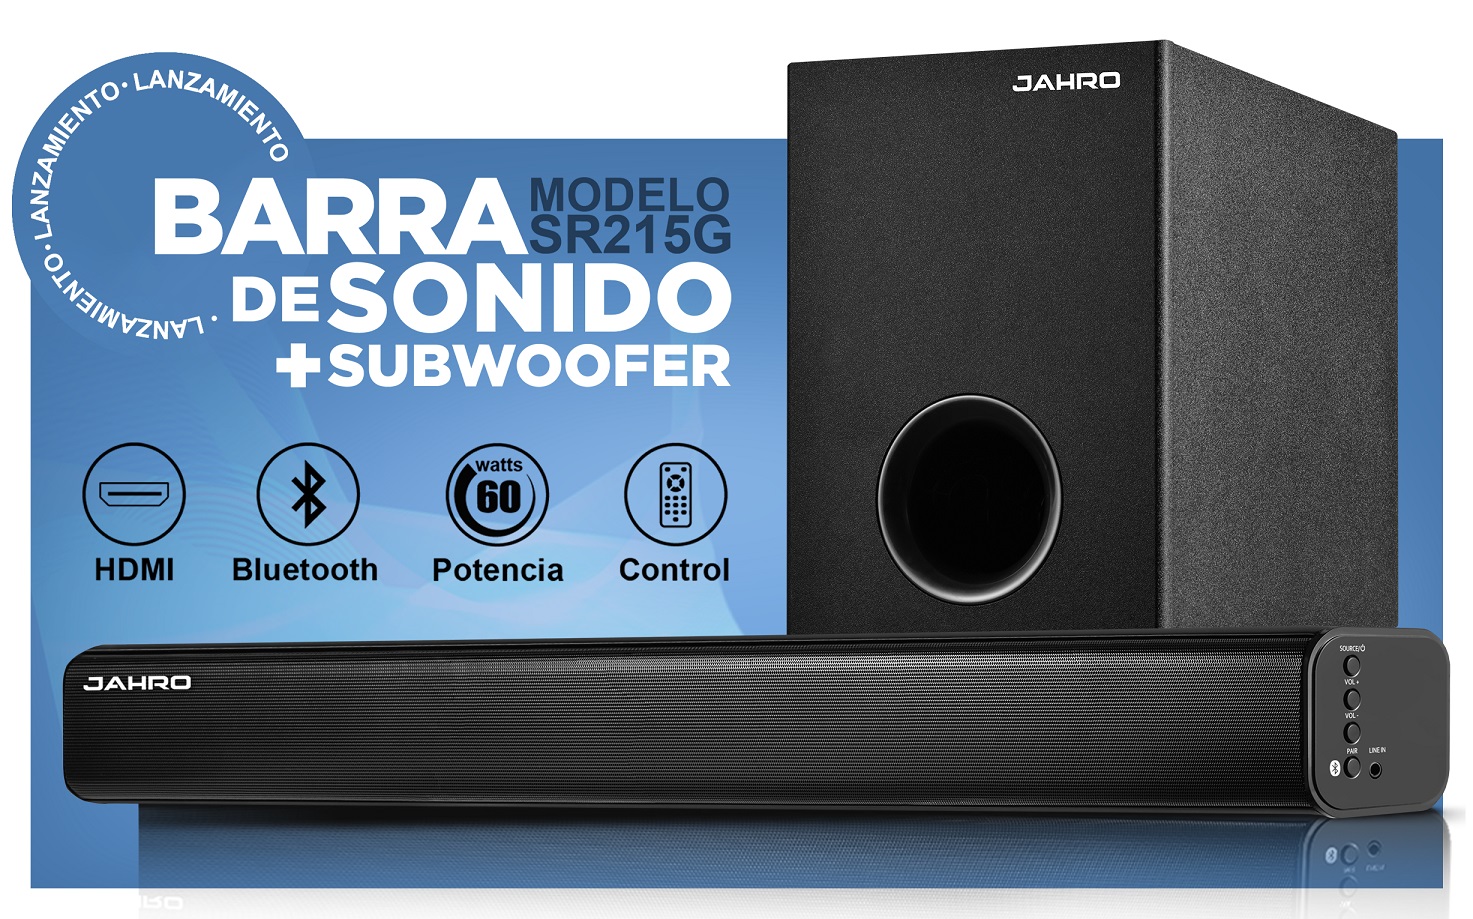 LANZAMIENTO · LANZAMIENTO · LANZAMIENTO ·
BARRA
MODELO
SR215G
DE SONIDO
+SUBWOOFER
HDMI
Bluetooth
watts
60
Potencia
Control
JAHRO
JAHRO
SOURCE/⏻
VOL +
VOL -
PAIR
LINE IN